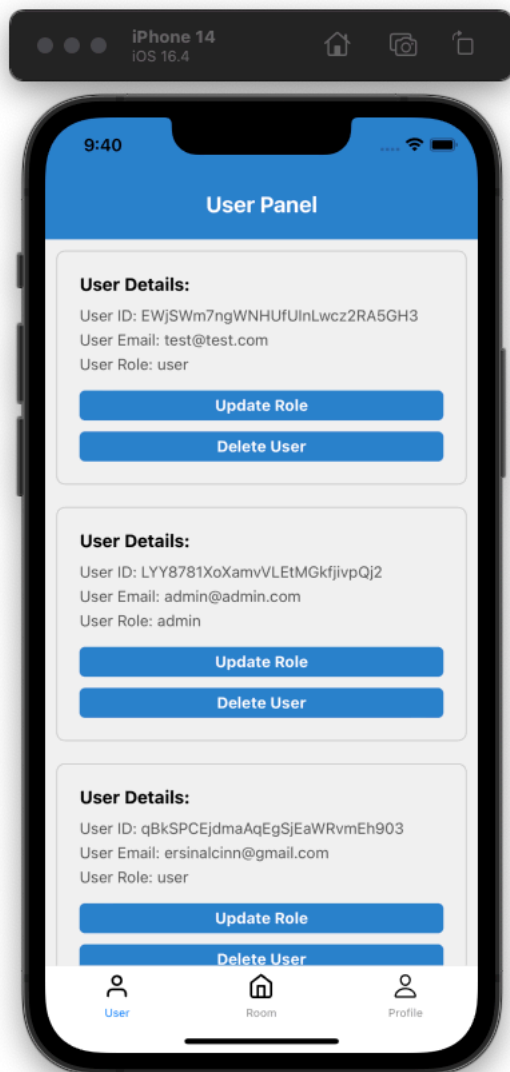 iPhone 14
iOS 16.4
9:40
User Panel
User Details:
User ID: EWjSWm7ngWNHUfUlnLwcz2RA5GH3
User Email: test@test.com
User Role: user
Update Role
Delete User
User Details:
User ID: LYY8781XoXamvVLEtMGkfjivpQj2
User Email: admin@admin.com
User Role: admin
Update Role
Delete User
User Details:
User ID: qBkSPCEjdmaAqEgSjEaWRvmEh903
User Email: ersinalcinn@gmail.com
User Role: user
Update Role
Delete User
User
Room
Profile